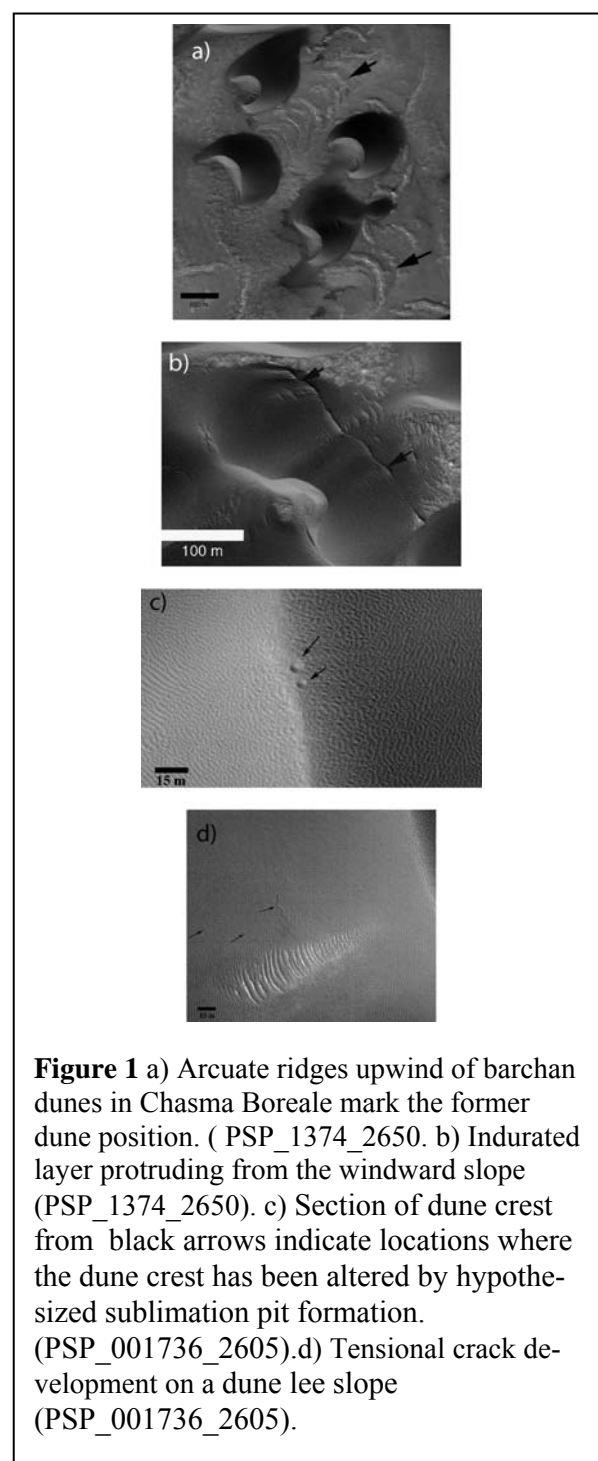 a)
b)
100 m
c)
15 m
d)
Figure 1 a) Arcuate ridges upwind of barchan
dunes in Chasma Boreale mark the former
dune position. ( PSP_1374_2650. b) Indurated
layer protruding from the windward slope
(PSP_1374_2650). c) Section of dune crest
from  black arrows indicate locations where
the dune crest has been altered by hypothe-
sized sublimation pit formation.
(PSP_001736_2605).d) Tensional crack de-
velopment on a dune lee slope
(PSP_001736_2605).